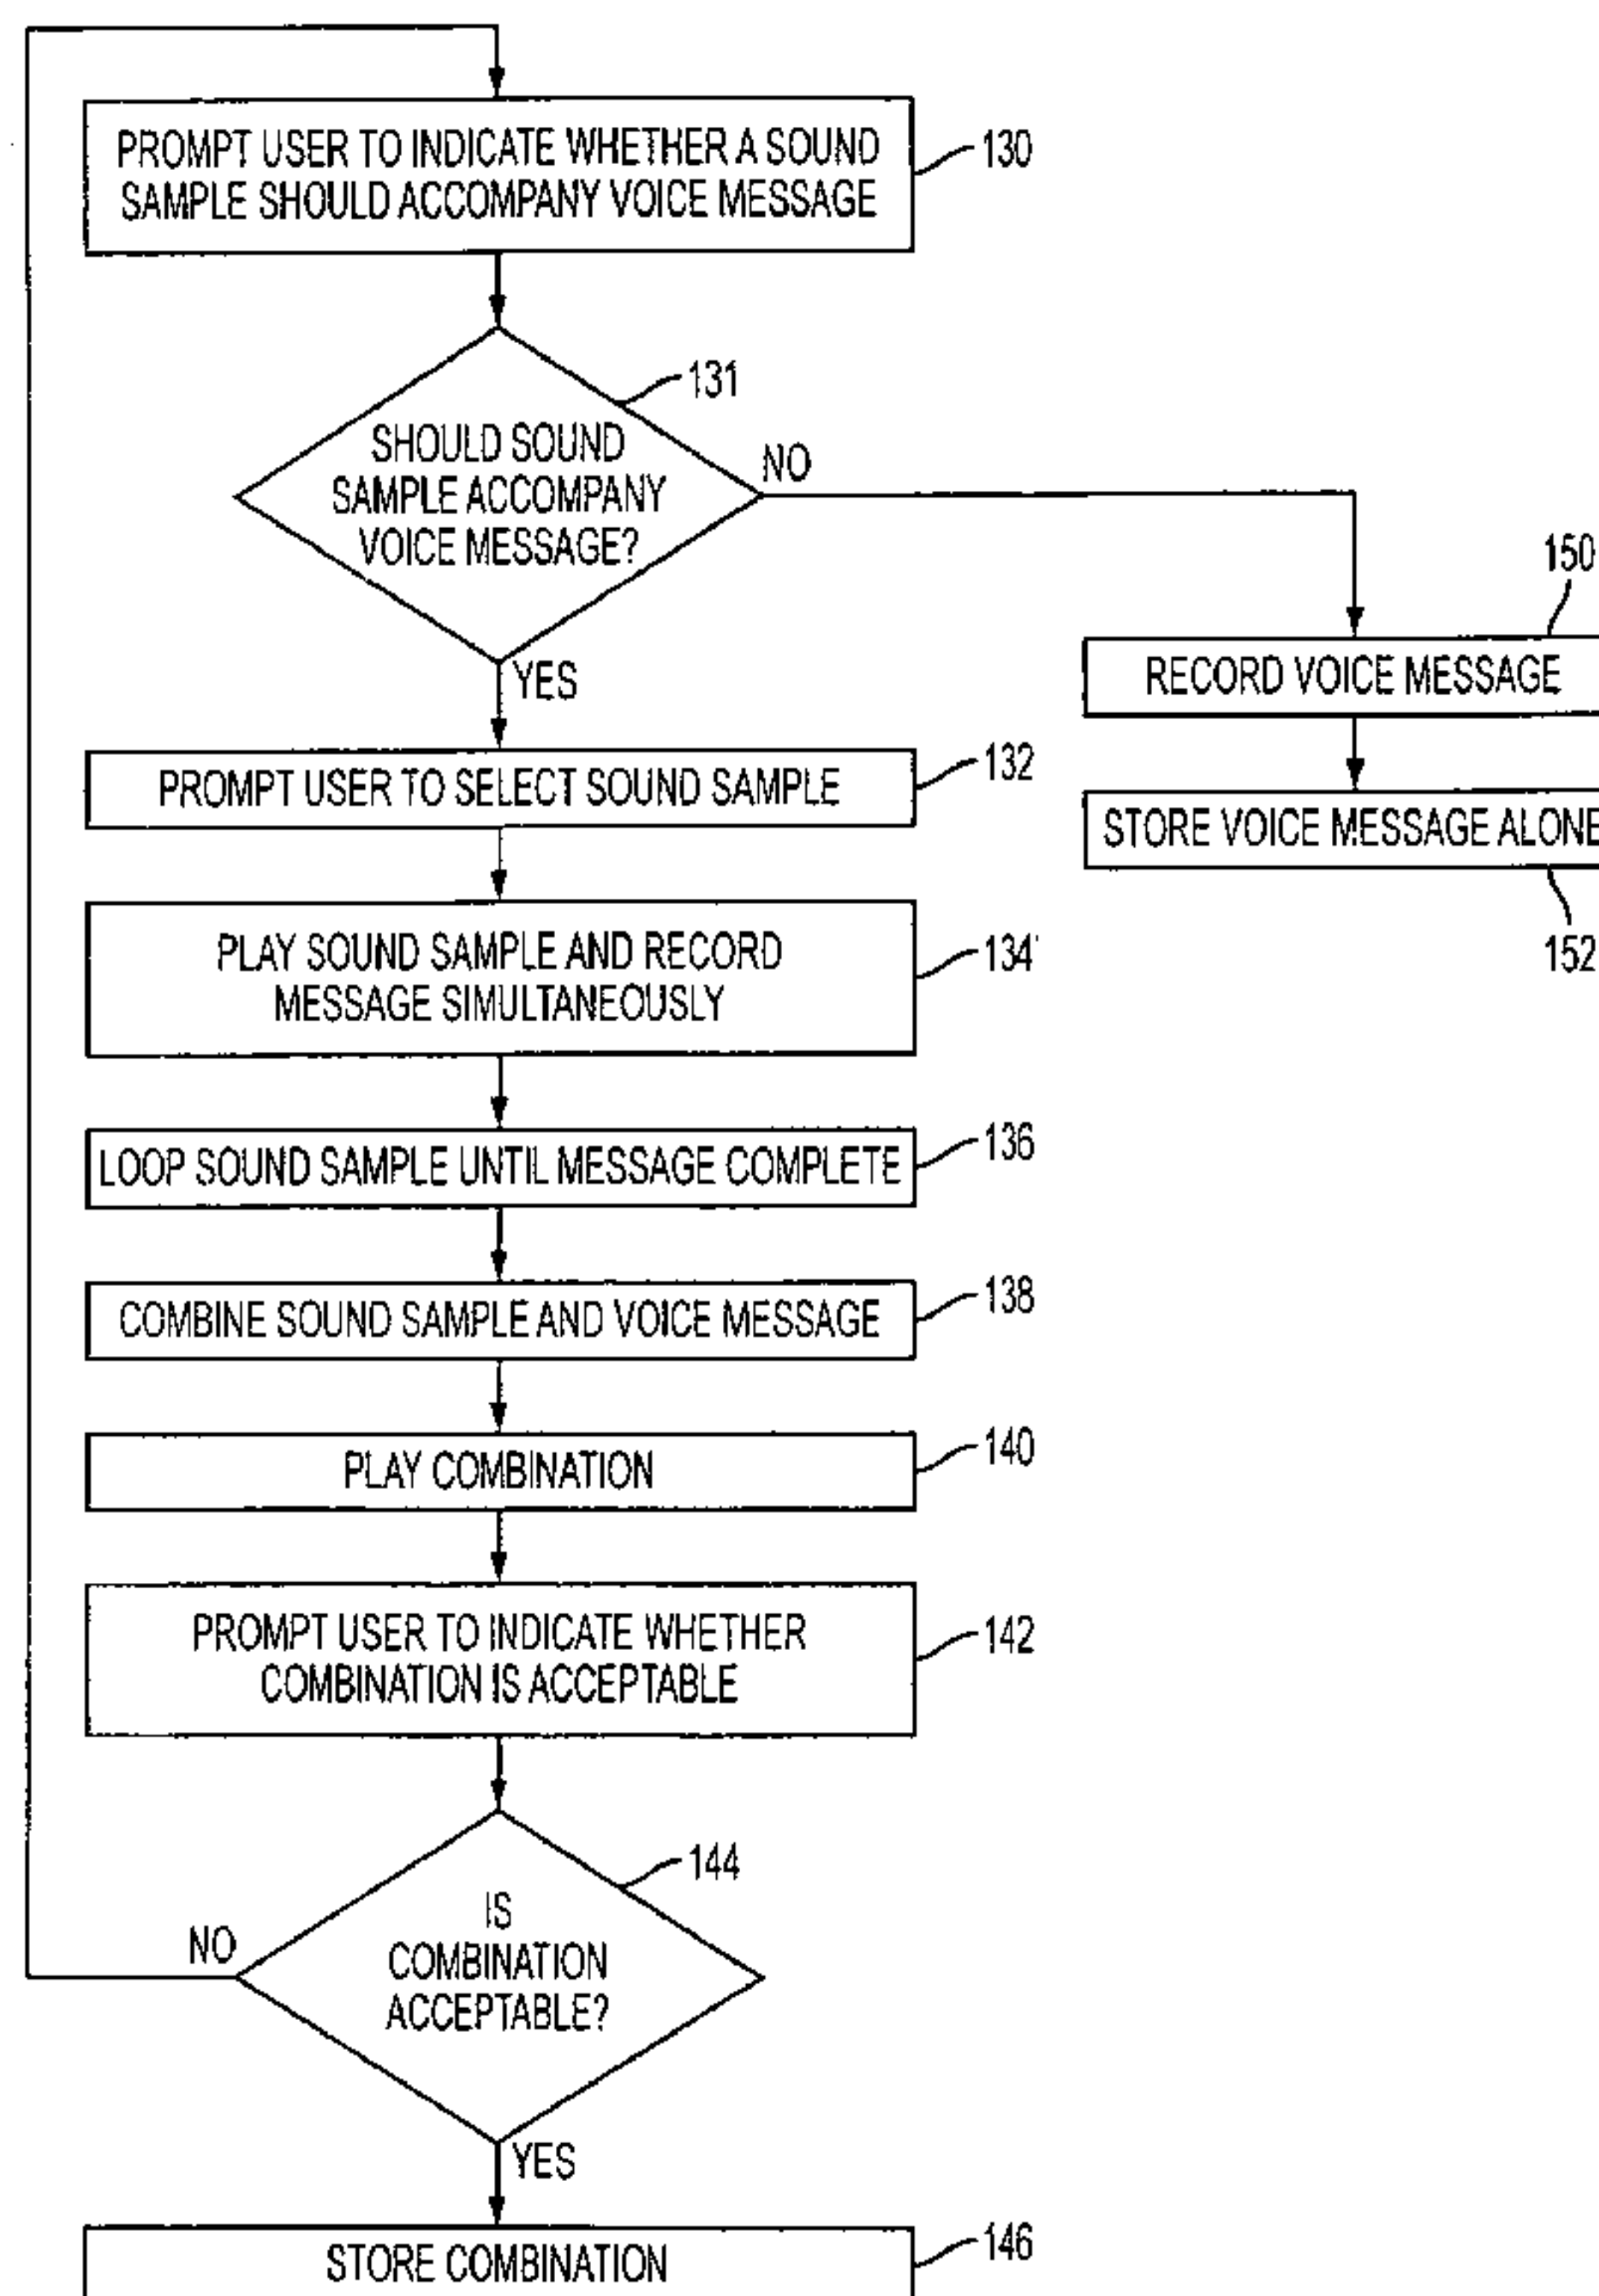 PROMPT USER TO INDICATE WHETHER A SOUND
SAMPLE SHOULD ACCOMPANY VOICE MESSAGE
130
131
SHOULD SOUND
SAMPLE ACCOMPANY
VOICE MESSAGE?
NO
YES
150
RECORD VOICE MESSAGE
STORE VOICE MESSAGE ALONE
152
PROMPT USER TO SELECT SOUND SAMPLE
132
PLAY SOUND SAMPLE AND RECORD
MESSAGE SIMULTANEOUSLY
134
LOOP SOUND SAMPLE UNTIL MESSAGE COMPLETE
136
COMBINE SOUND SAMPLE AND VOICE MESSAGE
138
PLAY COMBINATION
140
PROMPT USER TO INDICATE WHETHER
COMBINATION IS ACCEPTABLE
142
144
IS
COMBINATION
ACCEPTABLE?
NO
YES
STORE COMBINATION
146